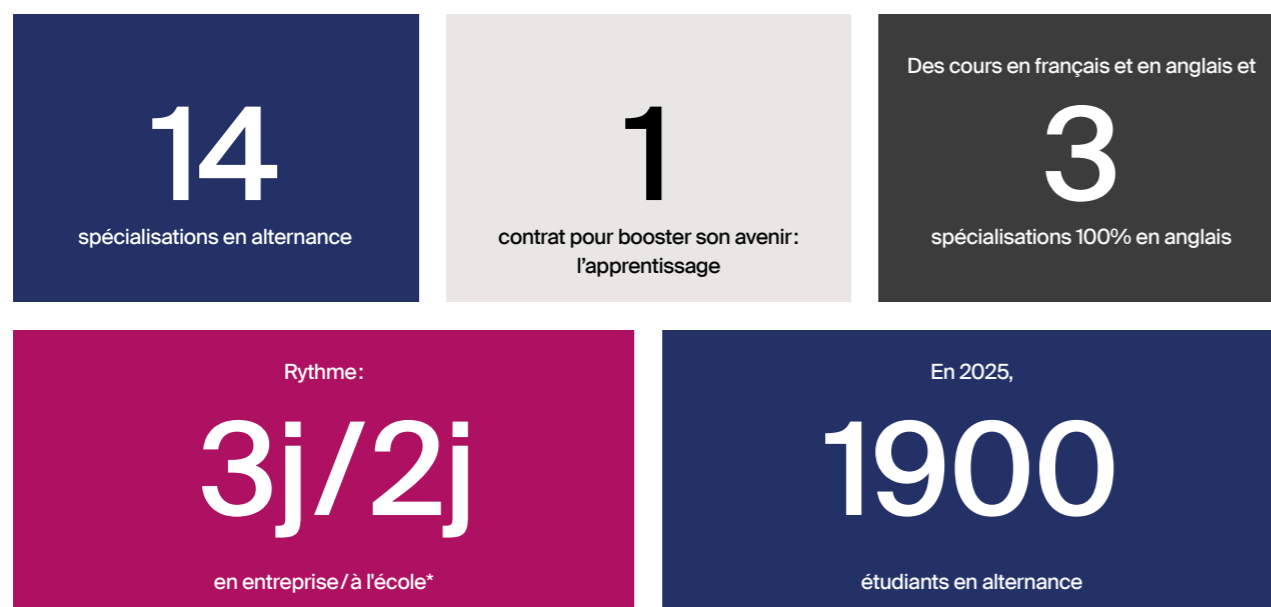 14
spécialisations en alternance
1
contrat pour booster son avenir :
l’apprentissage
Des cours en français et en anglais et
3
spécialisations 100% en anglais
Rythme :
3j/2j
en entreprise / à l'école*
En 2025,
1900
étudiants en alternance